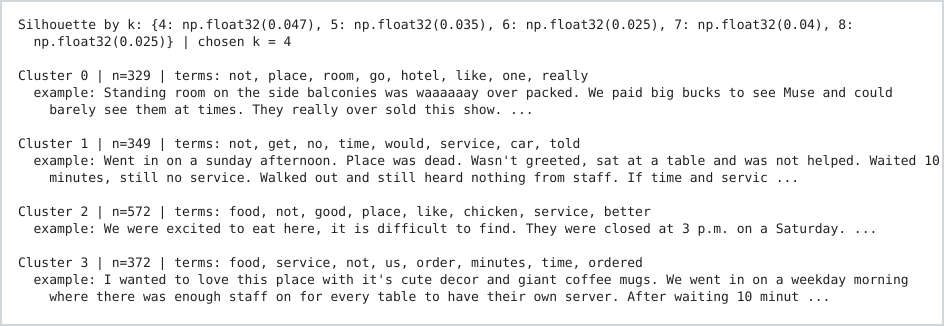 Silhouette by k: {4: np.float32(0.047), 5: np.float32(0.035), 6: np.float32(0.025), 7: np.float32(0.04), 8:
np.float32(0.025)} | chosen k = 4
Cluster 0 | n=329 | terms: not, place, room, go, hotel, like, one, really
example: Standing room on the side balconies was waaaaaay over packed. We paid big bucks to see Muse and could
barely see them at times. They really over sold this show. ...
Cluster 1 | n=349 | terms: not, get, no, time, would, service, car, told
example: Went in on a sunday afternoon. Place was dead. Wasn't greeted, sat at a table and was not helped. Waited 10
minutes, still no service. Walked out and still heard nothing from staff. If time and servic ...
Cluster 2 | n=572 | terms: food, not, good, place, like, chicken, service, better
example: We were excited to eat here, it is difficult to find. They were closed at 3 p.m. on a Saturday. ...
Cluster 3 | n=372 | terms: food, service, not, us, order, minutes, time, ordered
example: I wanted to love this place with it's cute decor and giant coffee mugs. We went in on a weekday morning
where there was enough staff on for every table to have their own server. After waiting 10 minut ...